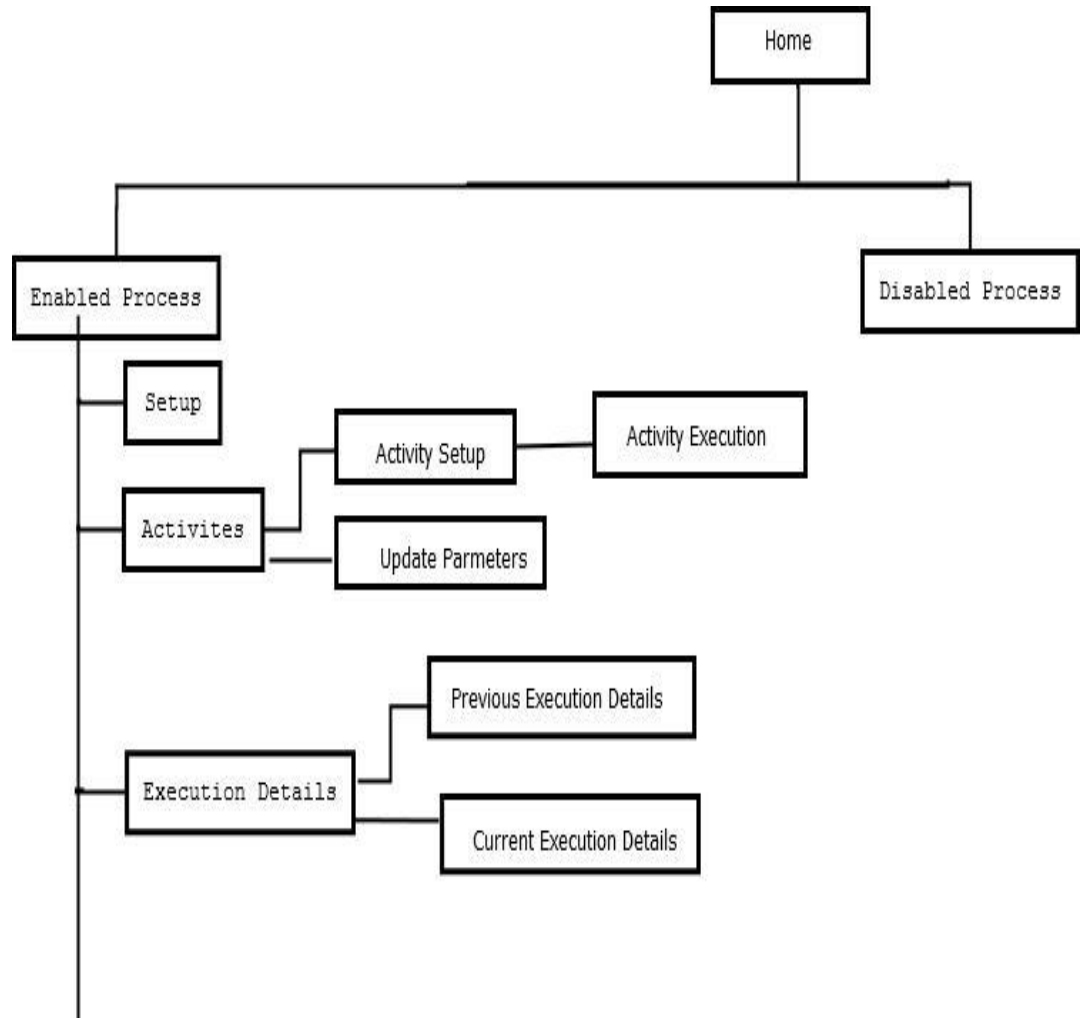 Home
Enabled Process
Disabled Process
Setup
Activity Setup
Activity Execution
Activites
Update Parmeters
Previous Execution Details
Execution Details
Current Execution Details